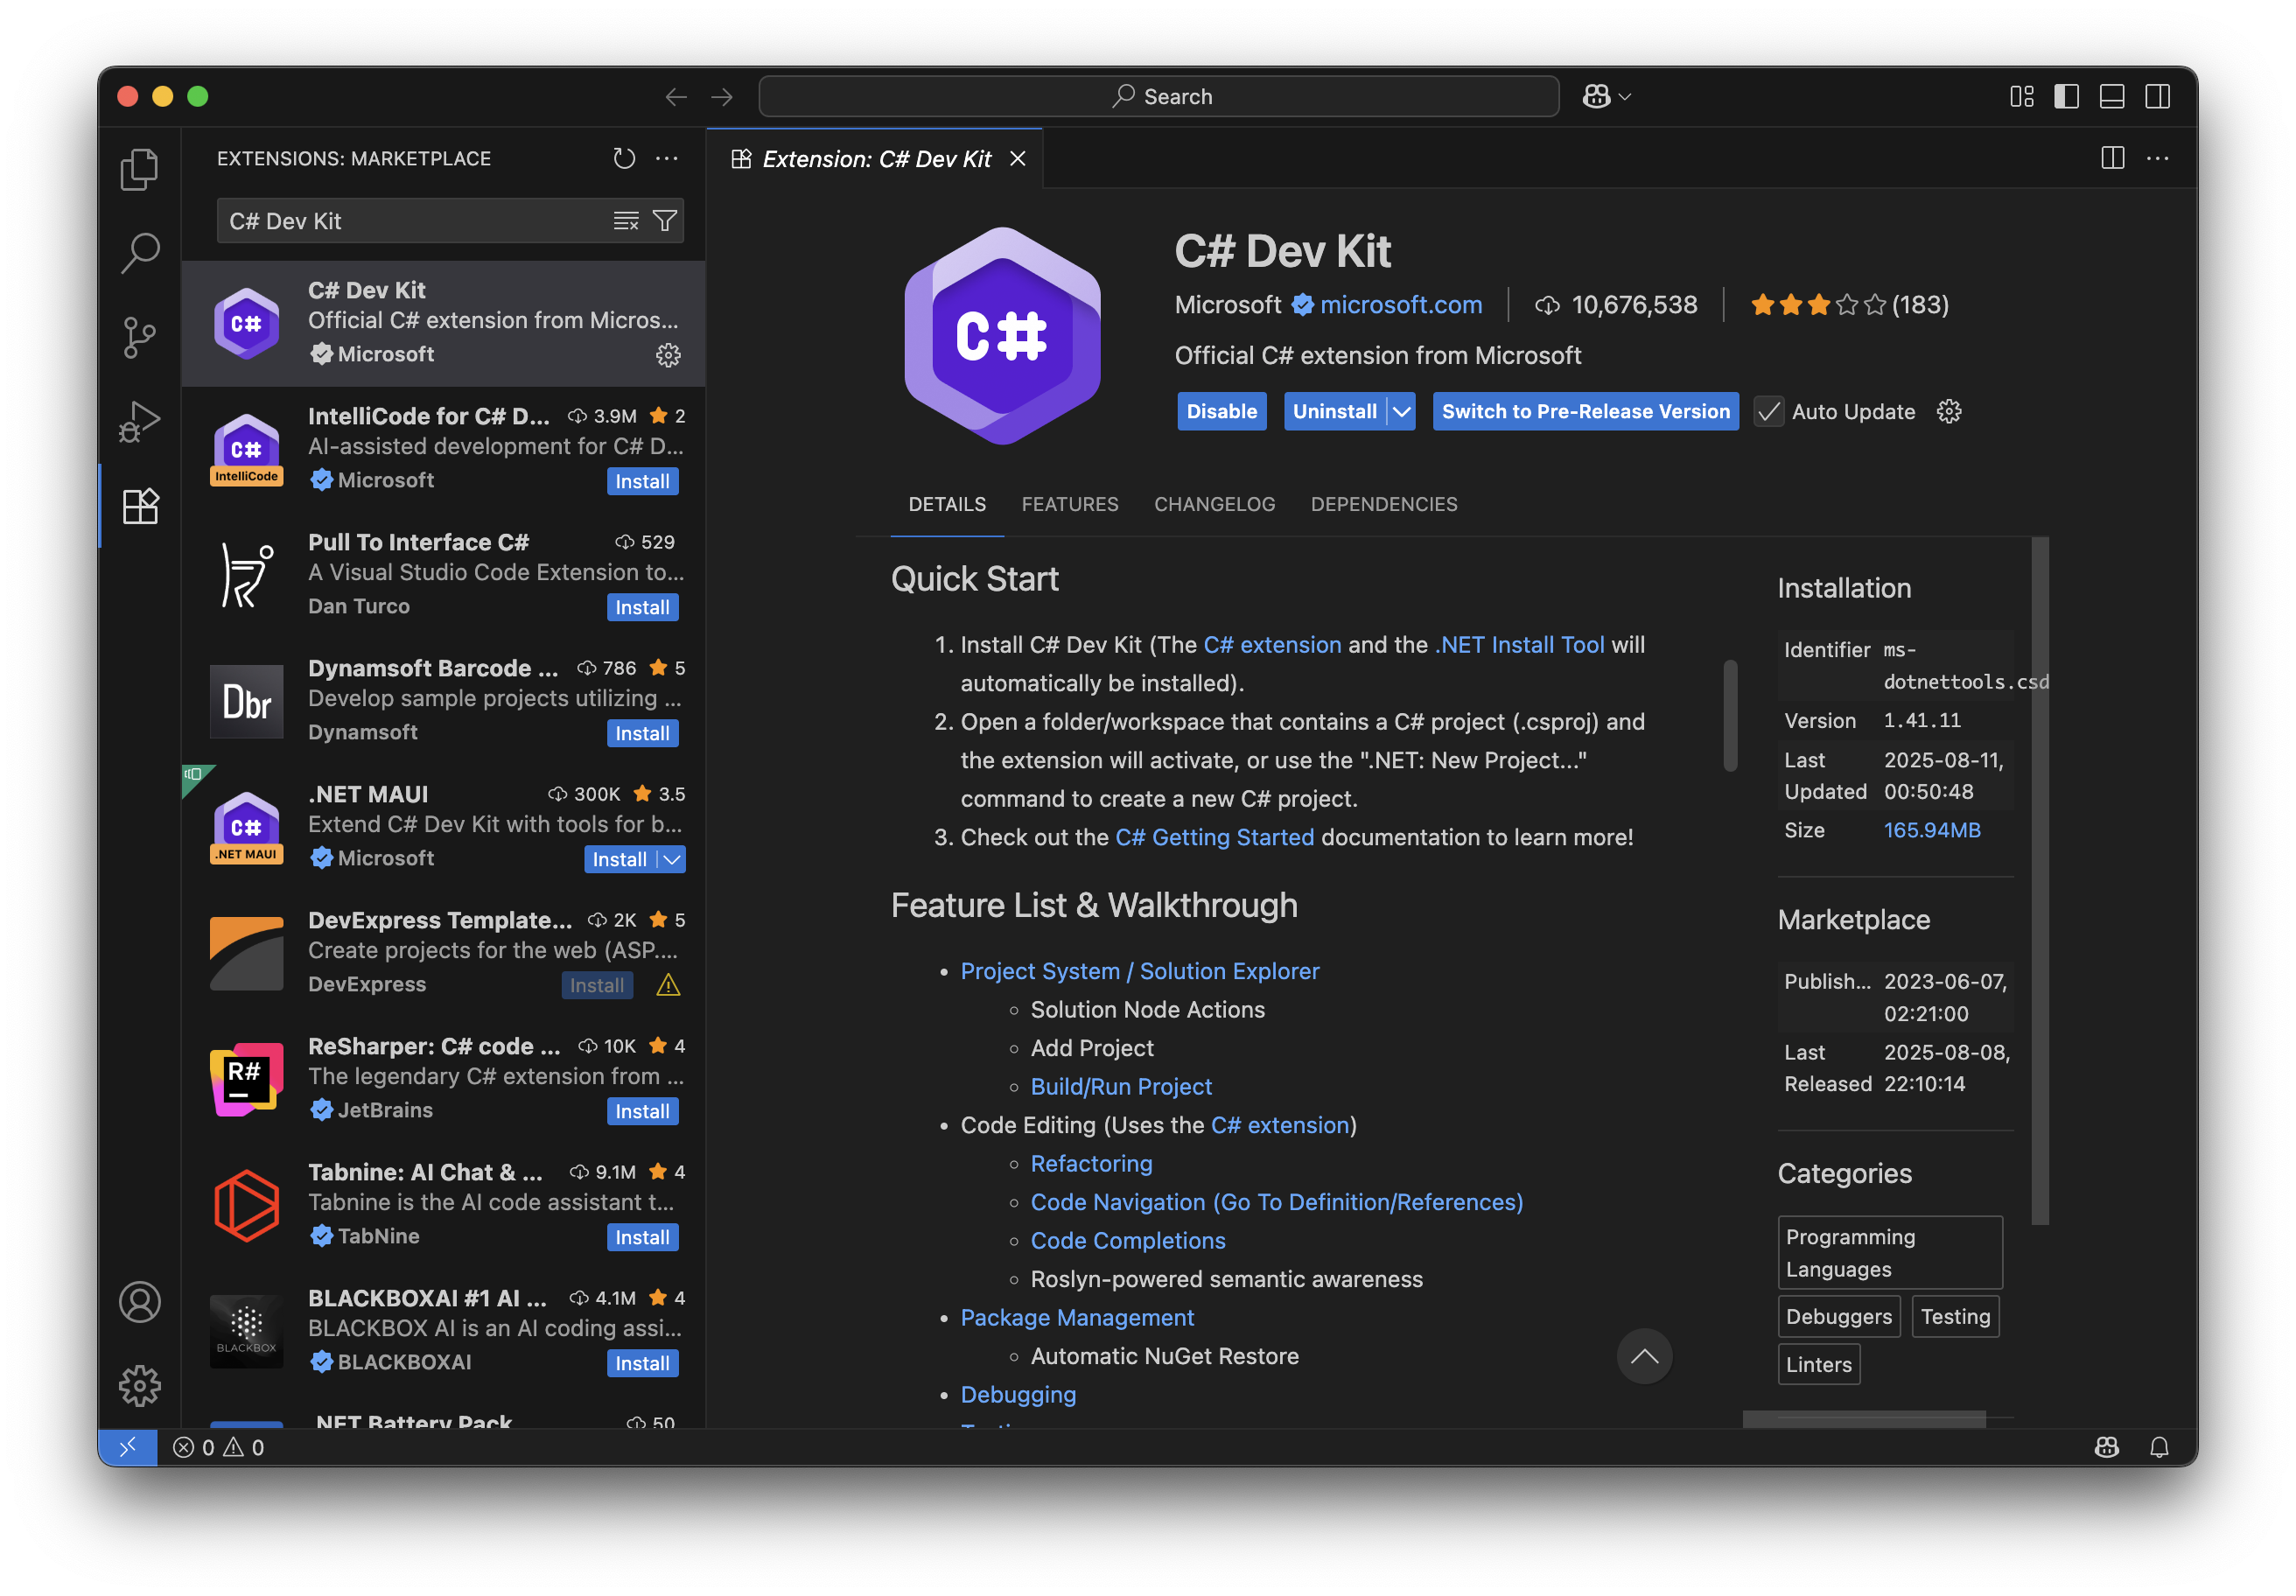 Search
EXTENSIONS: MARKETPLACE
C# Dev Kit
C# Dev Kit
Official C# extension from Micros...
Microsoft
IntelliCode for C# D... 3.9M 2
AI-assisted development for C# D...
Microsoft Install
C# IntelliCode
Pull To Interface C# 529
A Visual Studio Code Extension to...
Dan Turco Install
Dynamsoft Barcode ... 786 5
Develop sample projects utilizing ...
Dynamsoft Install
Dbr
.NET MAUI 300K 3.5
Extend C# Dev Kit with tools for b...
Microsoft Install
C# .NET MAUI
DevExpress Template... 2K 5
Create projects for the web (ASP....
DevExpress Install
ReSharper: C# code ... 10K 4
The legendary C# extension from ...
JetBrains Install
R#
Tabnine: AI Chat & ... 9.1M 4
Tabnine is the AI code assistant t...
TabNine Install
BLACKBOXAI #1 AI ... 4.1M 4
BLACKBOX AI is an AI coding assi...
BLACKBOXAI Install
BLACKBOX
.NET Battery Pack 50
0 0
Extension: C# Dev Kit
C#
C# Dev Kit
Microsoft microsoft.com 10,676,538 (183)
Official C# extension from Microsoft
Disable Uninstall Switch to Pre-Release Version Auto Update
DETAILS FEATURES CHANGELOG DEPENDENCIES
Quick Start
1. Install C# Dev Kit (The C# extension and the .NET Install Tool will
automatically be installed).
2. Open a folder/workspace that contains a C# project (.csproj) and
the extension will activate, or use the ".NET: New Project..."
command to create a new C# project.
3. Check out the C# Getting Started documentation to learn more!
Feature List & Walkthrough
• Project System / Solution Explorer
◦ Solution Node Actions
◦ Add Project
◦ Build/Run Project
• Code Editing (Uses the C# extension)
◦ Refactoring
◦ Code Navigation (Go To Definition/References)
◦ Code Completions
◦ Roslyn-powered semantic awareness
• Package Management
◦ Automatic NuGet Restore
• Debugging
Installation
Identifier ms-
dotnettools.csd
Version 1.41.11
Last 2025-08-11,
Updated 00:50:48
Size 165.94MB
Marketplace
Publish... 2023-06-07,
02:21:00
Last 2025-08-08,
Released 22:10:14
Categories
Programming
Languages
Debuggers Testing
Linters